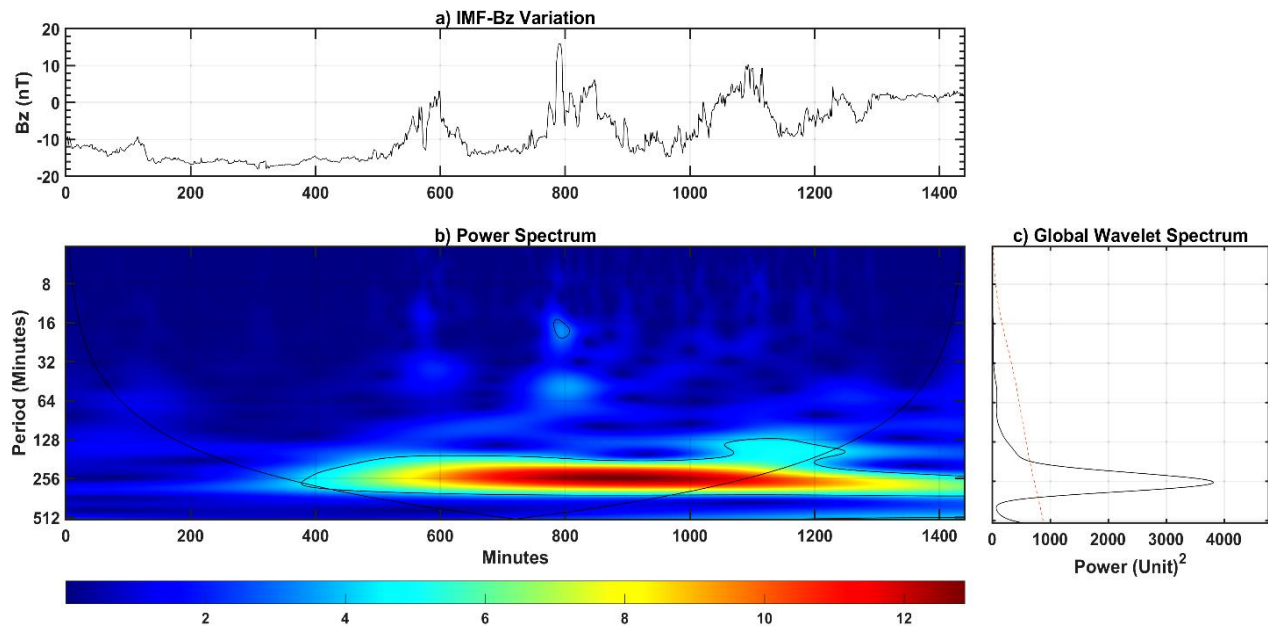 a) IMF-Bz Variation
20
10
0
-10
-20
Bz (nT)
0 200 400 600 800 1000 1200 1400
b) Power Spectrum
8
16
32
64
128
256
512
Period (Minutes)
0 200 400 600 800 1000 1200 1400
Minutes
c) Global Wavelet Spectrum
0 1000 2000 3000 4000
Power (Unit)²
2 4 6 8 10 12